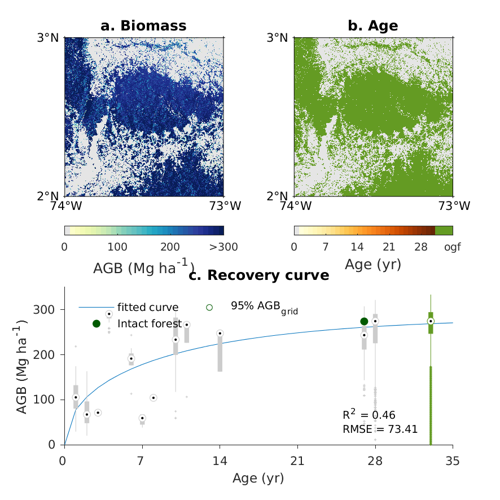 a. Biomass
b. Age
3°N
2°N
74°W 73°W
3°N
2°N
74°W 73°W
0 100 200 >300
AGB (Mg ha-1)
0 7 14 21 28 ogf
Age (yr)
c. Recovery curve
fitted curve
95% AGBgrid
Intact forest
AGB (Mg ha-1)
300
200
100
0
R2 = 0.46
RMSE = 73.41
0 7 14 21 28 35
Age (yr)